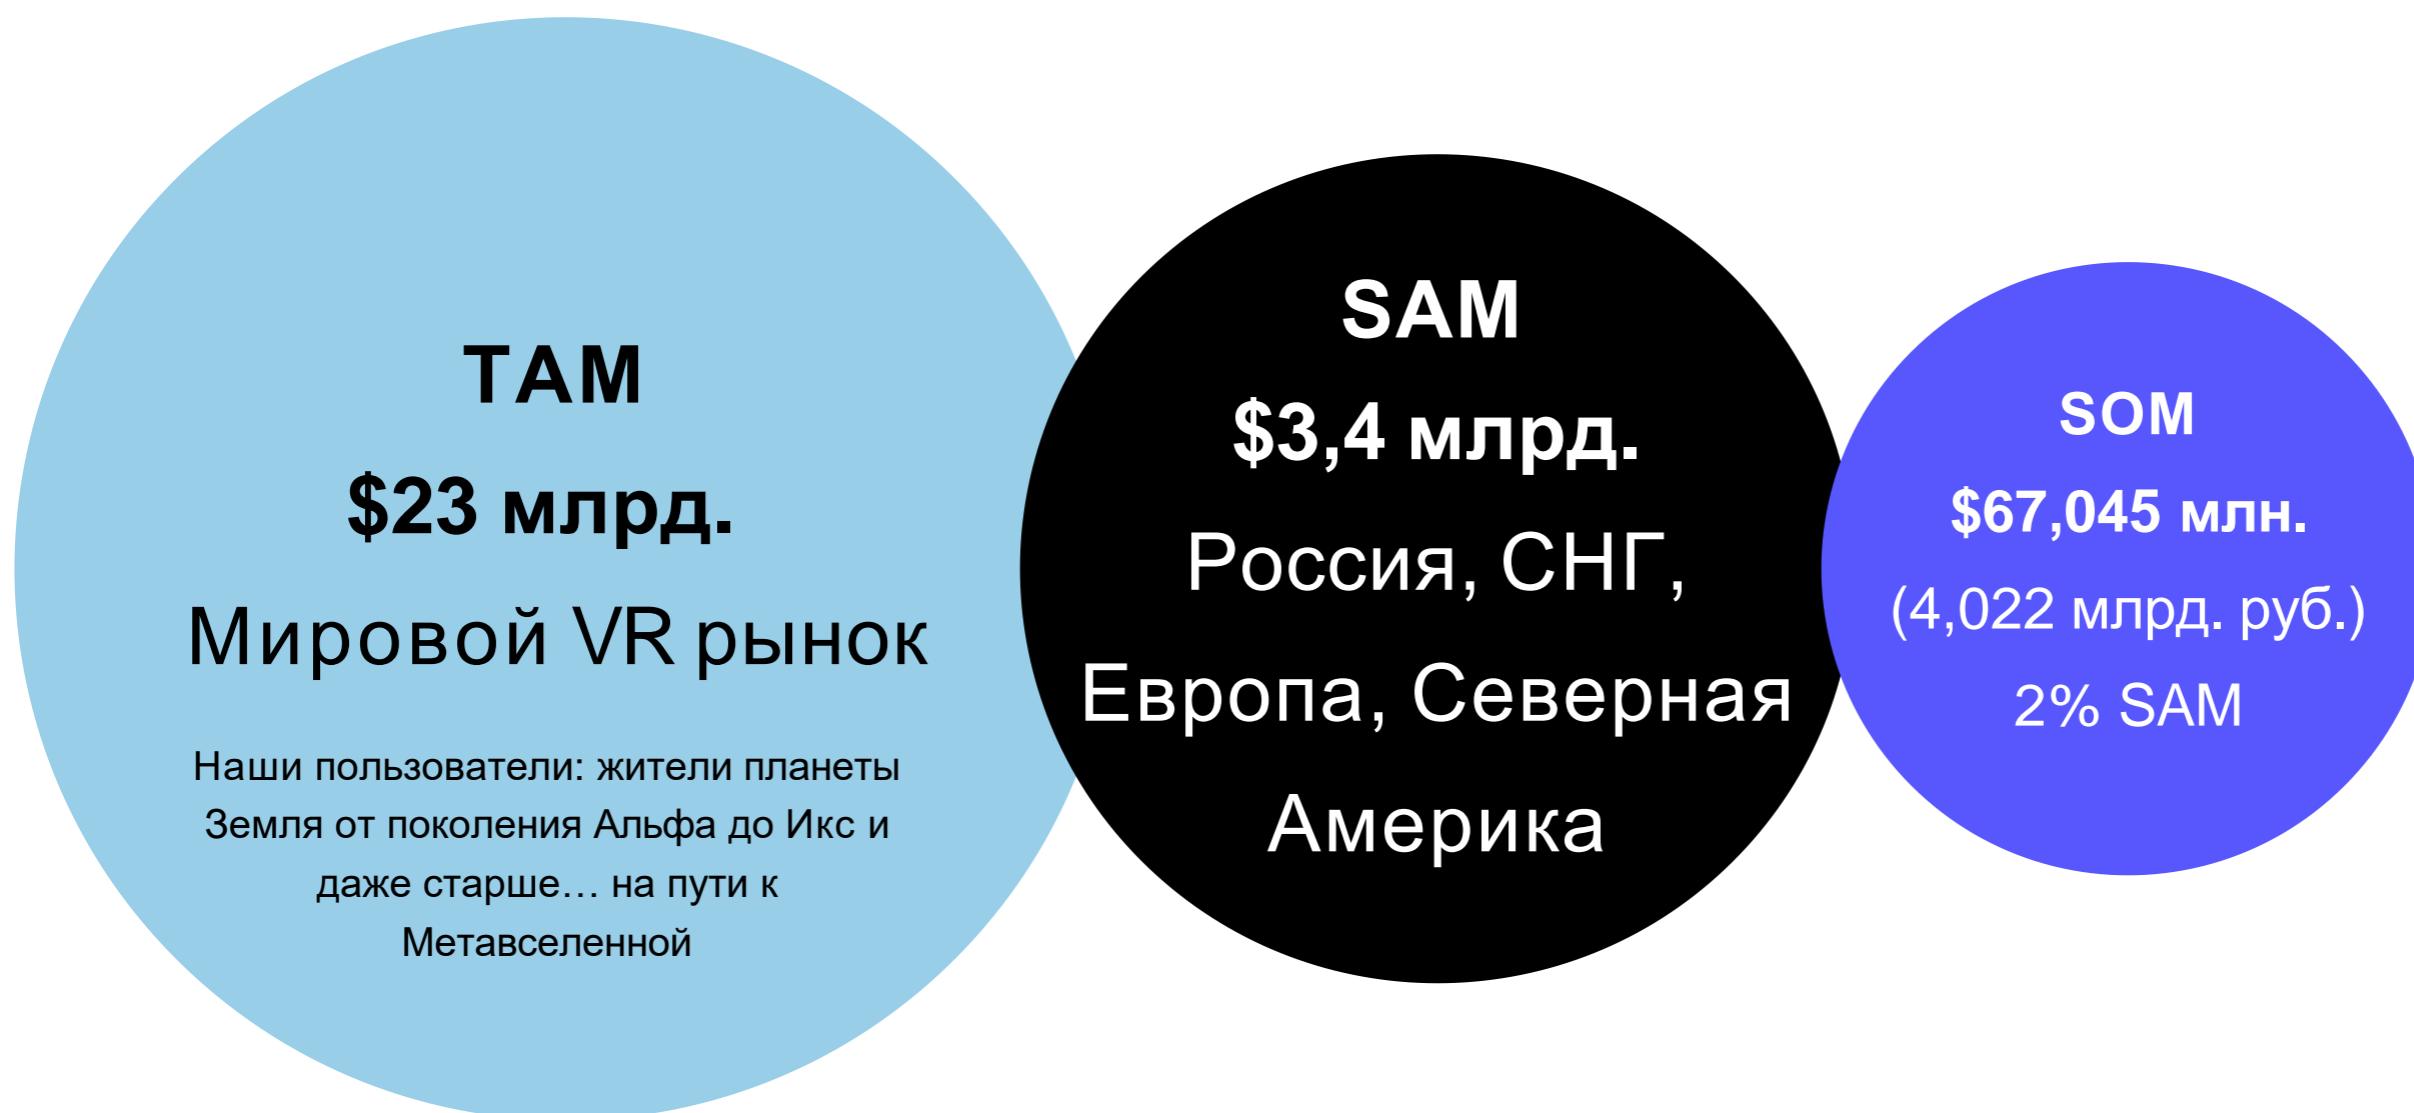 TAM
$23 млрд.
Мировой VR рынок
Наши пользователи: жители планеты
Земля от поколения Альфа до Икс и
даже старше… на пути к
Метавселенной
SAM
$3,4 млрд.
Россия, СНГ,
Европа, Северная
Америка
SOM
$67,045 млн.
(4,022 млрд. руб.)
2% SAM